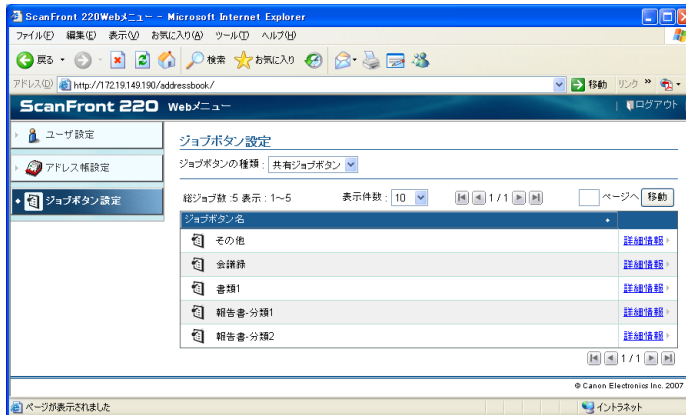 ScanFront 220Webメニュー - Microsoft Internet Explorer
ファイル(F) 編集(E) 表示(V) お気に入り(A) ツール(T) ヘルプ(H)
戻る 検索 お気に入り
アドレス(D) http://172.19.149.190/addressbook/ 移動 リンク »
ScanFront 220 Webメニュー ログアウト
ユーザ設定
アドレス帳設定
ジョブボタン設定
ジョブボタン設定
ジョブボタンの種類 : 共有ジョブボタン
総ジョブ数 :5 表示 : 1～5 表示件数 : 10 1 / 1 ページへ 移動
ジョブボタン名
その他 詳細情報
会議録 詳細情報
書類1 詳細情報
報告書-分類1 詳細情報
報告書-分類2 詳細情報
1 / 1
© Canon Electronics Inc. 2007
ページが表示されました イントラネット